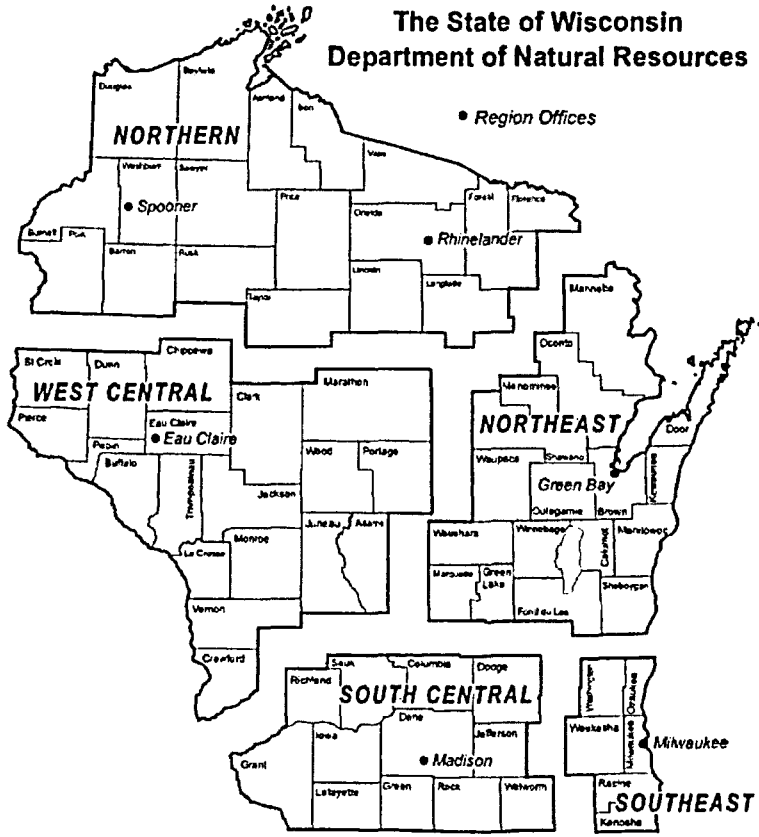 The State of Wisconsin
Department of Natural Resources
• Region Offices
Douglas
Bayfield
Ashland
Iron
Vilas
NORTHERN
Washburn
Sawyer
Price
Oneida
Forest
Florence
• Spooner
• Rhinelander
Burnett
Polk
Barron
Rusk
Lincoln
Langlade
Taylor
Marinette
Oconto
Chippewa
St Croix
Dunn
WEST CENTRAL
Clark
Marathon
Menominee
NORTHEAST
Door
Pierce
Eau Claire
• Eau Claire
Pepin
Buffalo
Trempealeau
Wood
Portage
Waupaca
Shawano
Green Bay
Kewaunee
Jackson
Outagamie
Brown
Monroe
Juneau
Adams
Waushara
Winnebago
Calumet
Manitowoc
La Crosse
Marquette
Green
Lake
Sheboygan
Vernon
Fond du Lac
Crawford
Sauk
Columbia
Dodge
Richland
SOUTH CENTRAL
Washington
Ozaukee
Dane
Iowa
Jefferson
Waukesha
Milwaukee
• Milwaukee
Grant
• Madison
Lafayette
Green
Rock
Walworth
Racine
SOUTHEAST
Kenosha